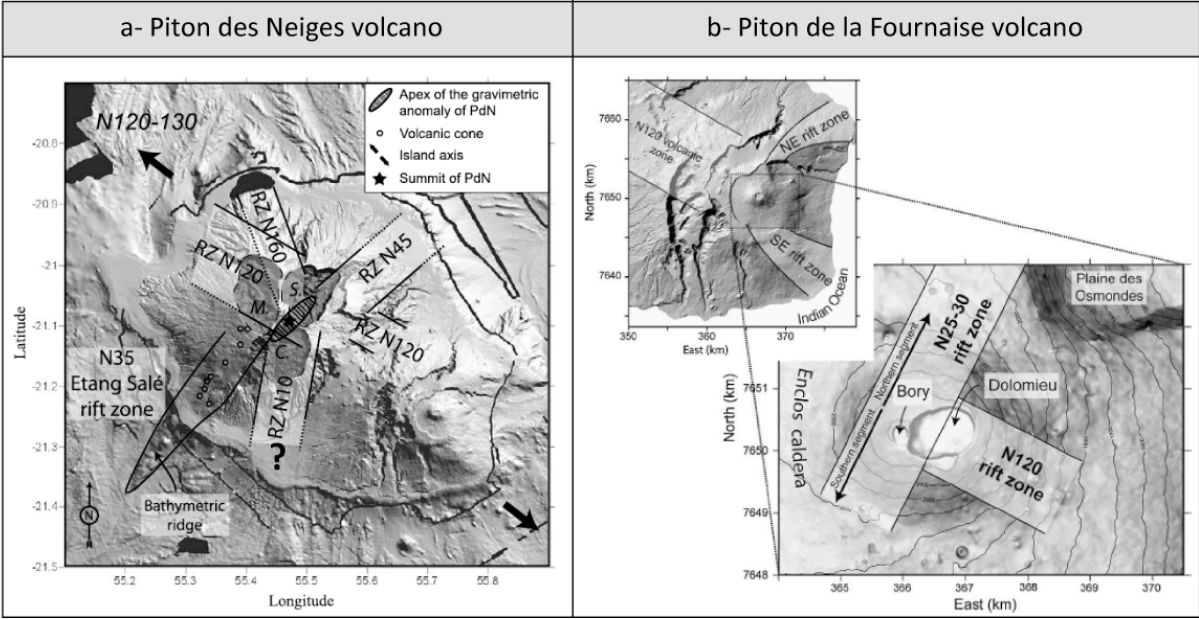 a- Piton des Neiges volcano
b- Piton de la Fournaise volcano
Apex of the gravimetric
anomaly of PdN
Volcanic cone
Island axis
Summit of PdN
N120-130
RZ N160
RZ N120
RZ N45
S.
M.
C.
RZ N120
RZ N10
?
N35
Etang Salé
rift zone
Bathymetric
ridge
N
Latitude
-20.8
-20.9
-21
-21.1
-21.2
-21.3
-21.4
-21.5
55.2
55.3
55.4
55.5
55.6
55.7
55.8
Longitude
N120 volcanic
zone
NE rift zone
SE rift zone
Indian Ocean
North (km)
7660
7650
7640
350
360
370
East (km)
Plaine des
Osmondes
N25-30
rift zone
Northern segment
Southern segment
Bory
Dolomieu
N120
rift zone
Enclos caldera
North (km)
7651
7650
7649
7648
365
366
367
368
369
370
East (km)